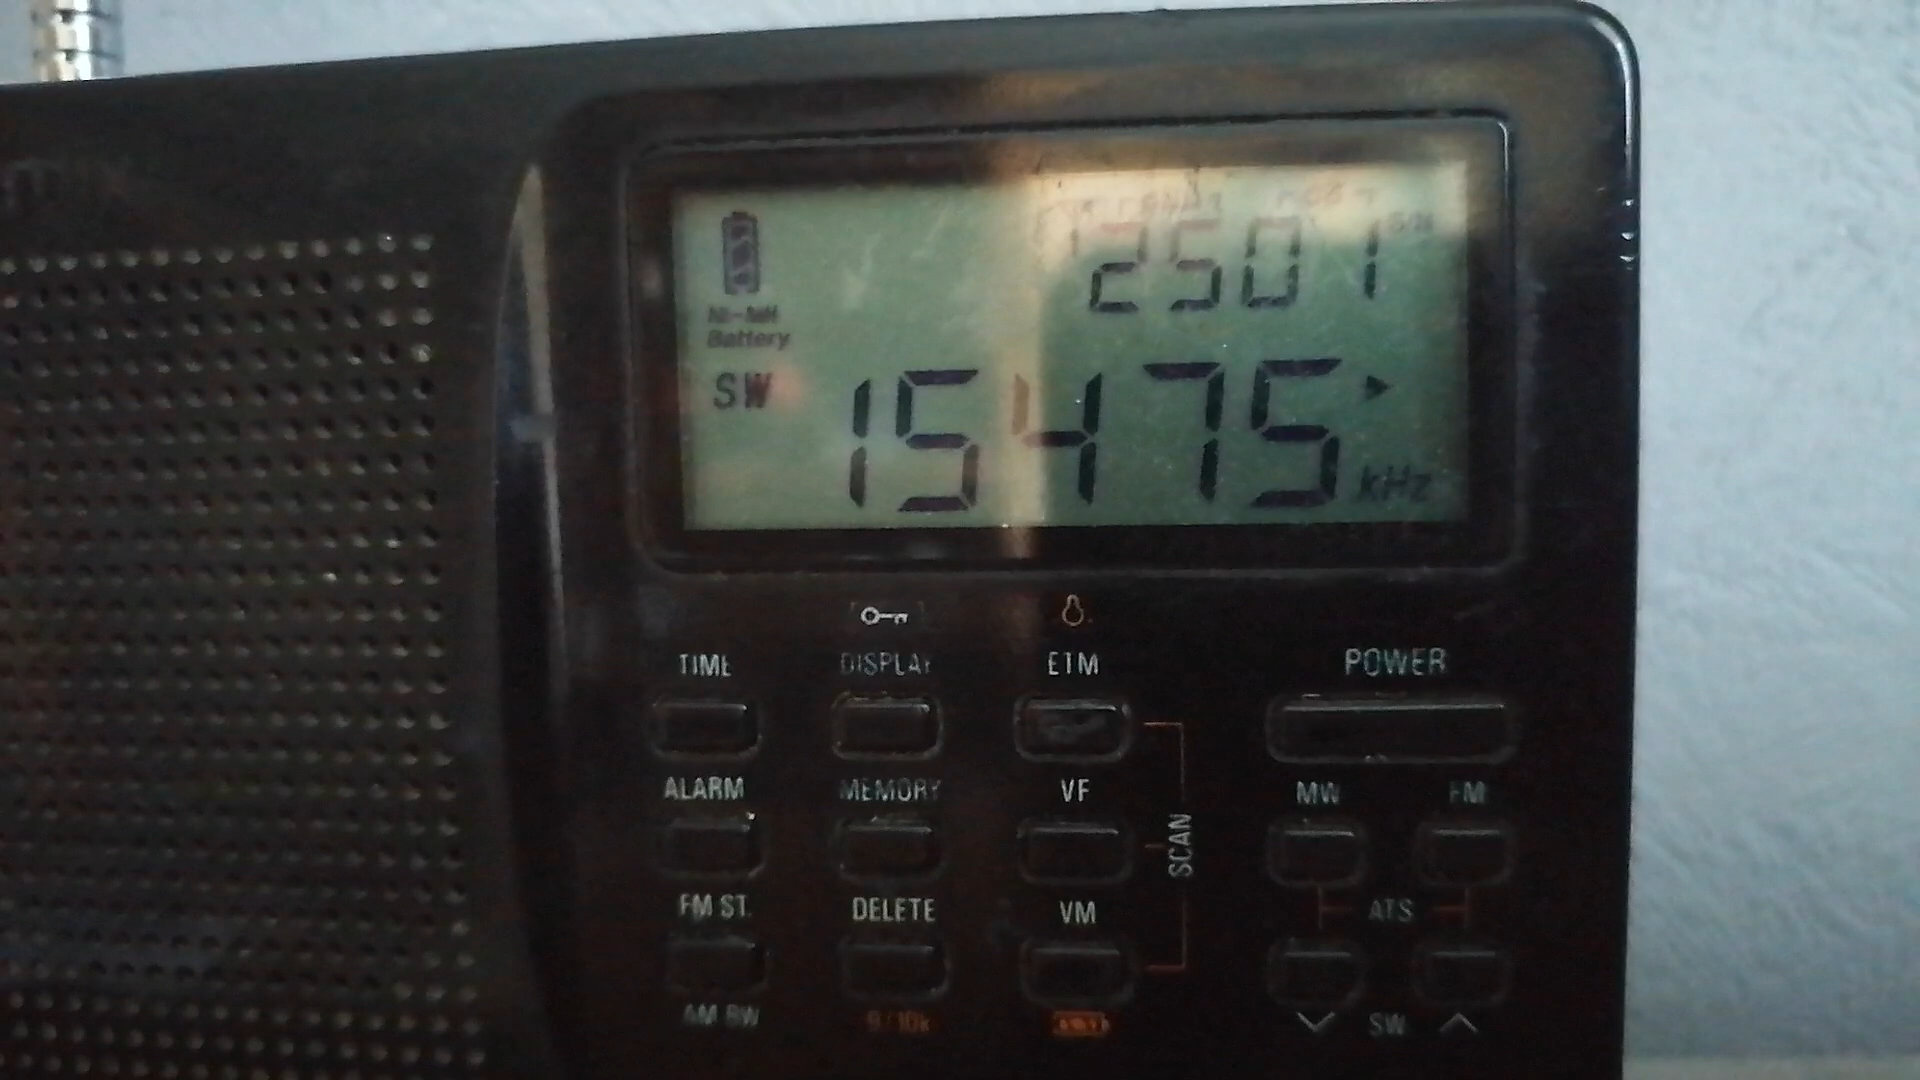 2501
Ni-MH
Battery
SW
15475
kHz
TIME
DISPLAY
ETM
POWER
ALARM
MEMORY
VF
MW
FM
SCAN
FM ST.
DELETE
VM
ATS
AM BW
9/10k
SW